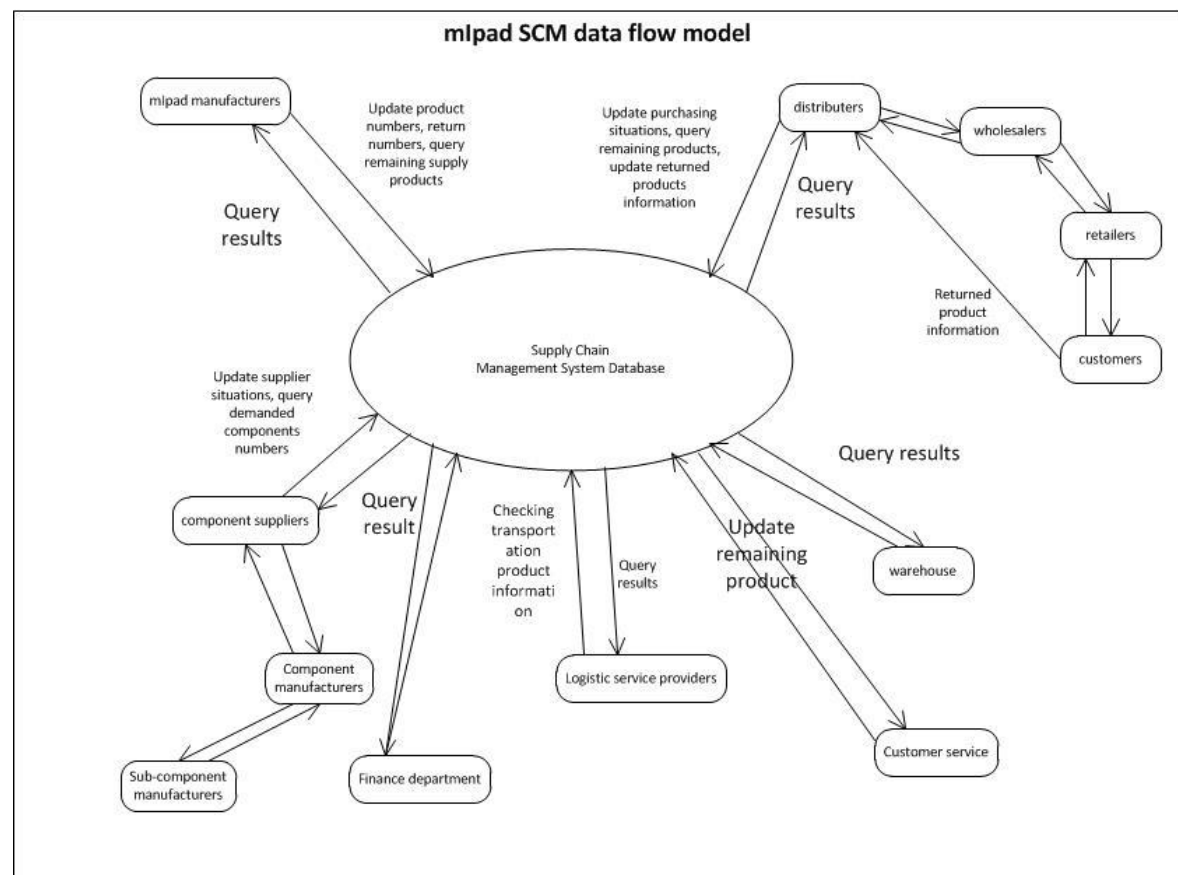 mIpad SCM data flow model
mIpad manufacturers
Update product
numbers, return
numbers, query
remaining supply
products
Query
results
Update purchasing
situations, query
remaining products,
update returned
products
information
distributers
wholesalers
Query
results
retailers
Returned
product
information
customers
Supply Chain
Management System Database
Update supplier
situations, query
demanded
components
numbers
component suppliers
Query
result
Checking
transport
ation
product
informati
on
Query
results
Update
remaining
product
Query results
warehouse
Component
manufacturers
Logistic service providers
Customer service
Sub-component
manufacturers
Finance department